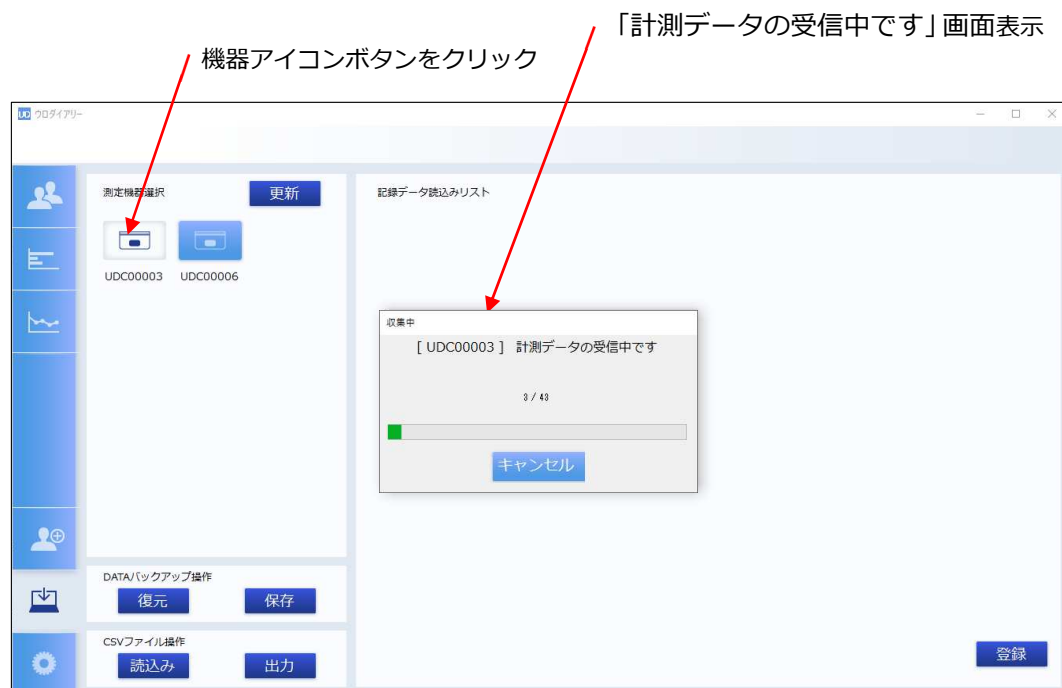 「計測データの受信中です」画面表示
機器アイコンボタンをクリック
UD ウロダイアリー
測定機器選択
更新
記録データ読込みリスト
UDC00003 UDC00006
収集中
[ UDC00003 ] 計測データの受信中です
3 / 43
キャンセル
DATAバックアップ操作
復元 保存
CSVファイル操作
読込み 出力
登録